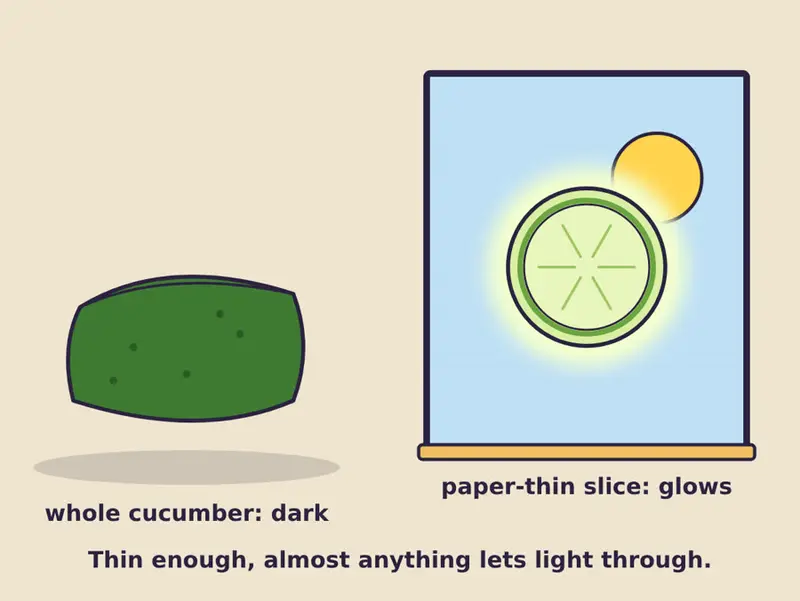 paper-thin slice: glows
whole cucumber: dark
Thin enough, almost anything lets light through.